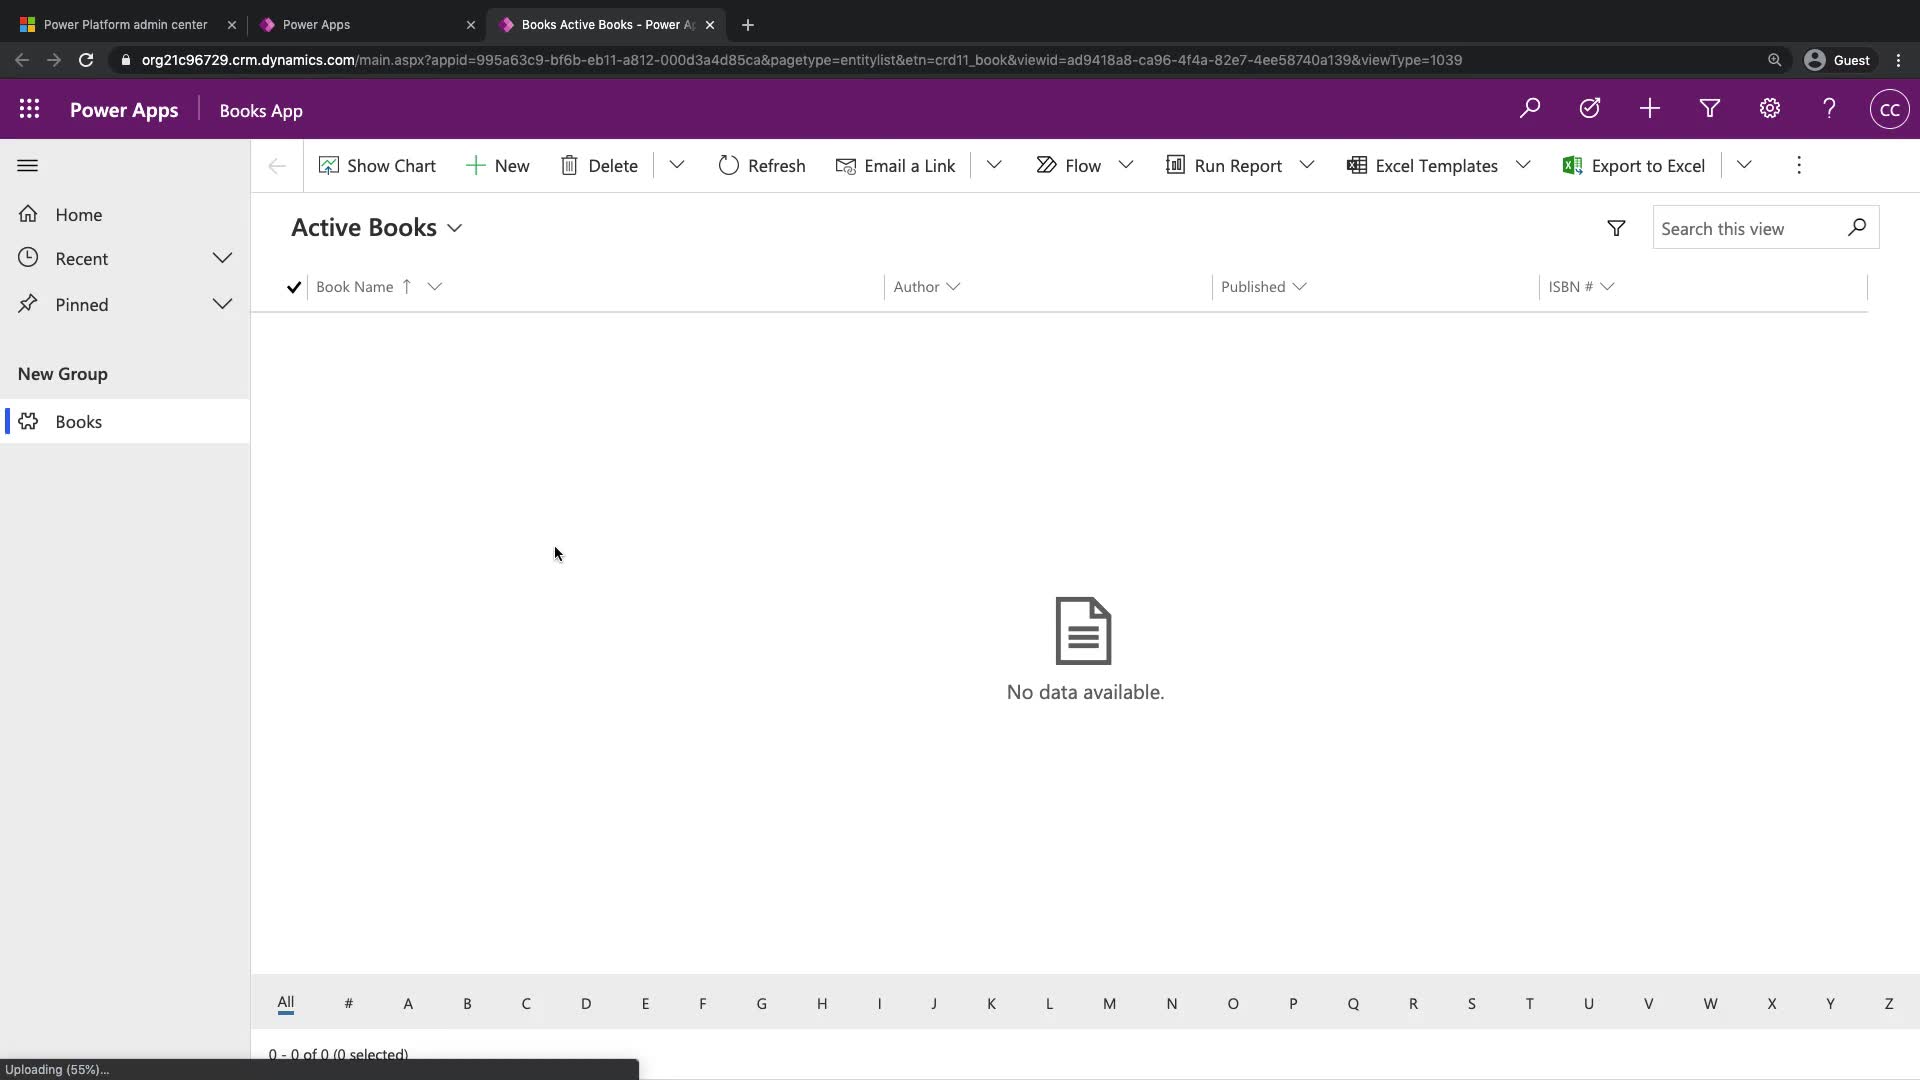 Power Platform admin center
Power Apps
Books Active Books - Power A
org21c96729.crm.dynamics.com/main.aspx?appid=995a63c9-bf6b-eb11-a812-000d3a4d85ca&pagetype=entitylist&etn=crd11_book&viewid=ad9418a8-ca96-4f4a-82e7-4ee58740a139&viewType=1039
Guest
Power Apps
Books App
CC
Show Chart
New
Delete
Refresh
Email a Link
Flow
Run Report
Excel Templates
Export to Excel
Home
Recent
Pinned
New Group
Books
Active Books
Search this view
Book Name
Author
Published
ISBN #
No data available.
All # A B C D E F G H I J K L M N O P Q R S T U V W X Y Z
0 - 0 of 0 (0 selected)
Uploading (55%)...